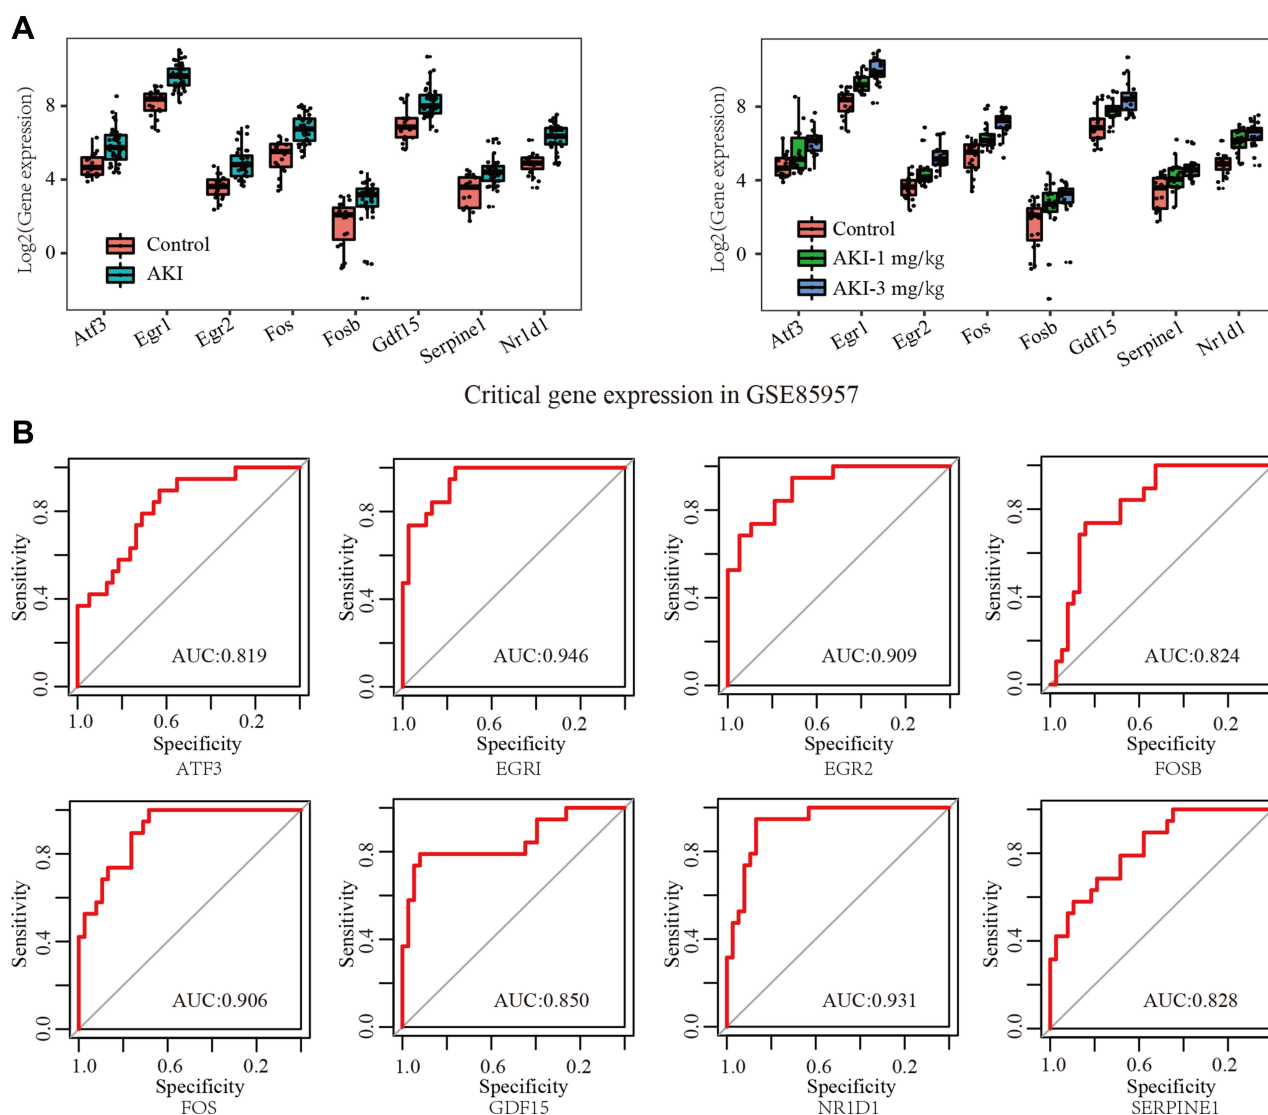 A
Log2(Gene expression)
8
4
0
Control
AKI
Atf3 Egr1 Egr2 Fos Fosb Gdf15 Serpine1 Nr1d1
Log2(Gene expression)
8
4
0
Control
AKI-1 mg/kg
AKI-3 mg/kg
Atf3 Egr1 Egr2 Fos Fosb Gdf15 Serpine1 Nr1d1
Critical gene expression in GSE85957
B
Sensitivity
0.8
0.4
0.0
AUC:0.819
1.0 0.6 0.2
Specificity
ATF3
Sensitivity
0.8
0.4
0.0
AUC:0.946
1.0 0.6 0.2
Specificity
EGRI
Sensitivity
0.8
0.4
0.0
AUC:0.909
1.0 0.6 0.2
Specificity
EGR2
Sensitivity
0.8
0.4
0.0
AUC:0.824
1.0 0.6 0.2
Specificity
FOSB
Sensitivity
0.8
0.4
0.0
AUC:0.906
1.0 0.6 0.2
Specificity
FOS
Sensitivity
0.8
0.4
0.0
AUC:0.850
1.0 0.6 0.2
Specificity
GDF15
Sensitivity
0.8
0.4
0.0
AUC:0.931
1.0 0.6 0.2
Specificity
NR1D1
Sensitivity
0.8
0.4
0.0
AUC:0.828
1.0 0.6 0.2
Specificity
SERPINE1